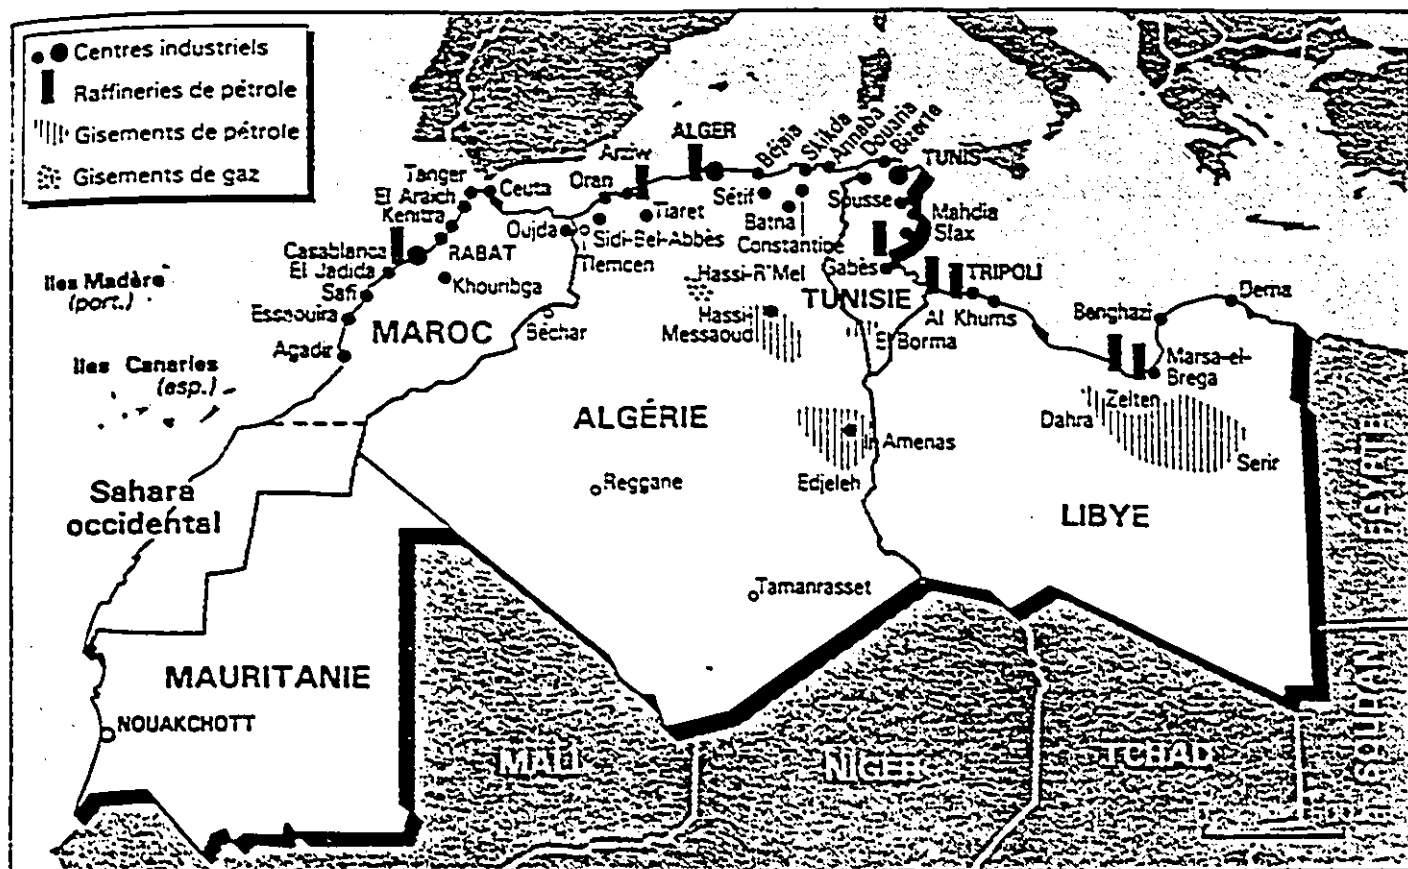 Centres industriels
Raffineries de pétrole
Gisements de pétrole
Gisements de gaz
ALGER
Arziw
Béjaia
Skikda
Annaba
Douaria
Bizerte
TUNIS
Tanger
Ceuta
El Araich
Kenitra
Oran
Sétif
Sousse
Tiaret
Mahdia
Oujda
Batna
Sfax
Sidi-Bel-Abbès
Constantine
Casablanca
RABAT
Tlemcen
El Jadida
Khouribga
Hassi-R'Mel
Gabès
TRIPOLI
Iles Madère
(port.)
Safi
TUNISIE
Essaouira
MAROC
Béchar
Hassi-
Messaoud
Al Khums
Benghazi
Derna
El Borma
Agadir
Iles Canaries
(esp.)
Marsa-el-
Brega
Zelten
Dahra
ALGÉRIE
In Amenas
Serir
Reggane
Edjeleh
Sahara
occidental
LIBYE
EGYPTE
Tamanrasset
MAURITANIE
NOUAKCHOTT
MALI
NIGER
TCHAD
SOUDAN